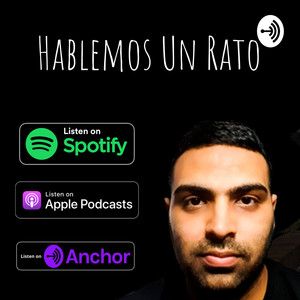 Hablemos Un Rato
Listen on
Spotify
Listen on
Apple Podcasts
Listen on
Anchor